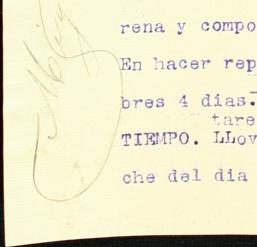 rena y compo
En hacer rep
bres 4 dias.
tare
TIEMPO. LLov
che del dia